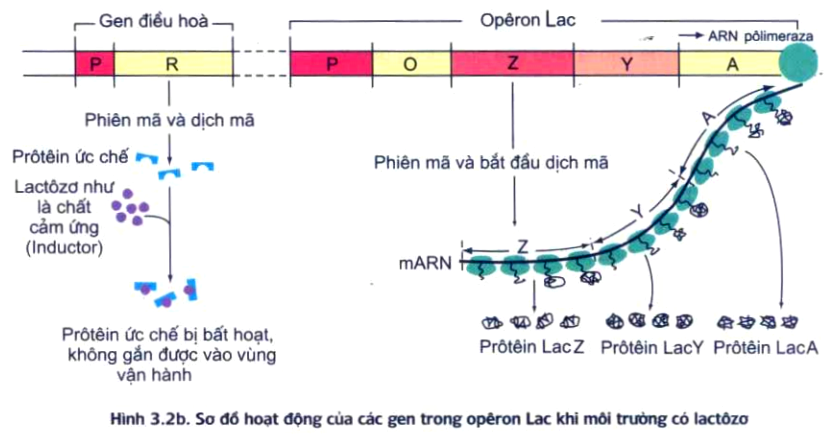 Gen điều hoà
Opêron Lac
ARN pôlimeraza
P
R
P
O
Z
Y
A
Phiên mã và dịch mã
Prôtêin ức chế
Lactôzơ như
là chất
cảm ứng
(Inductor)
Prôtêin ức chế bị bất hoạt,
không gắn được vào vùng
vận hành
Phiên mã và bắt đầu dịch mã
A
Y
Z
mARN
Prôtêin LacZ
Prôtêin LacY
Prôtêin LacA
Hình 3.2b. Sơ đồ hoạt động của các gen trong opêron Lac khi môi trường có lactôzơ